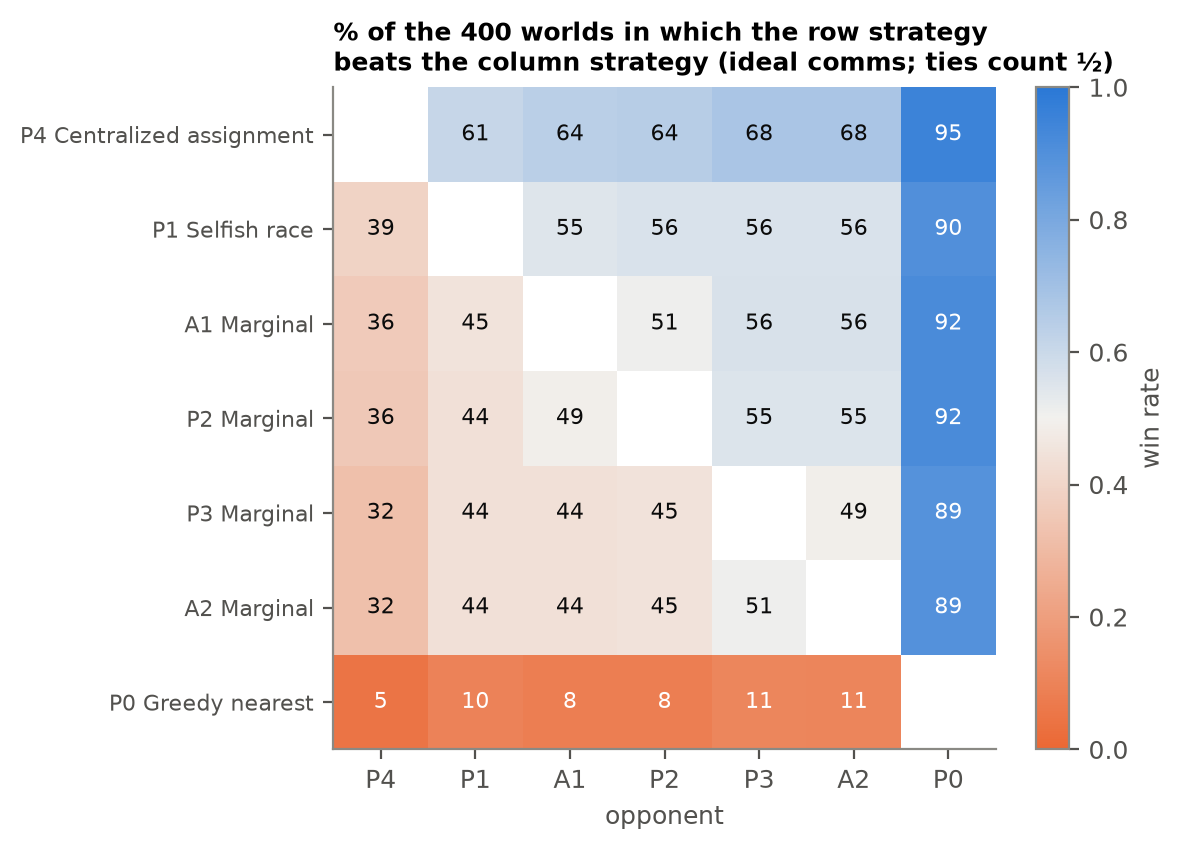 % of the 400 worlds in which the row strategy
beats the column strategy (ideal comms; ties count ½)
P4 Centralized assignment 61 64 64 68 68 95
P1 Selfish race 39 55 56 56 56 90
A1 Marginal 36 45 51 56 56 92
P2 Marginal 36 44 49 55 55 92
P3 Marginal 32 44 44 45 49 89
A2 Marginal 32 44 44 45 51 89
P0 Greedy nearest 5 10 8 8 11 11
P4 P1 A1 P2 P3 A2 P0
opponent
1.0
0.8
0.6
0.4
0.2
0.0
win rate